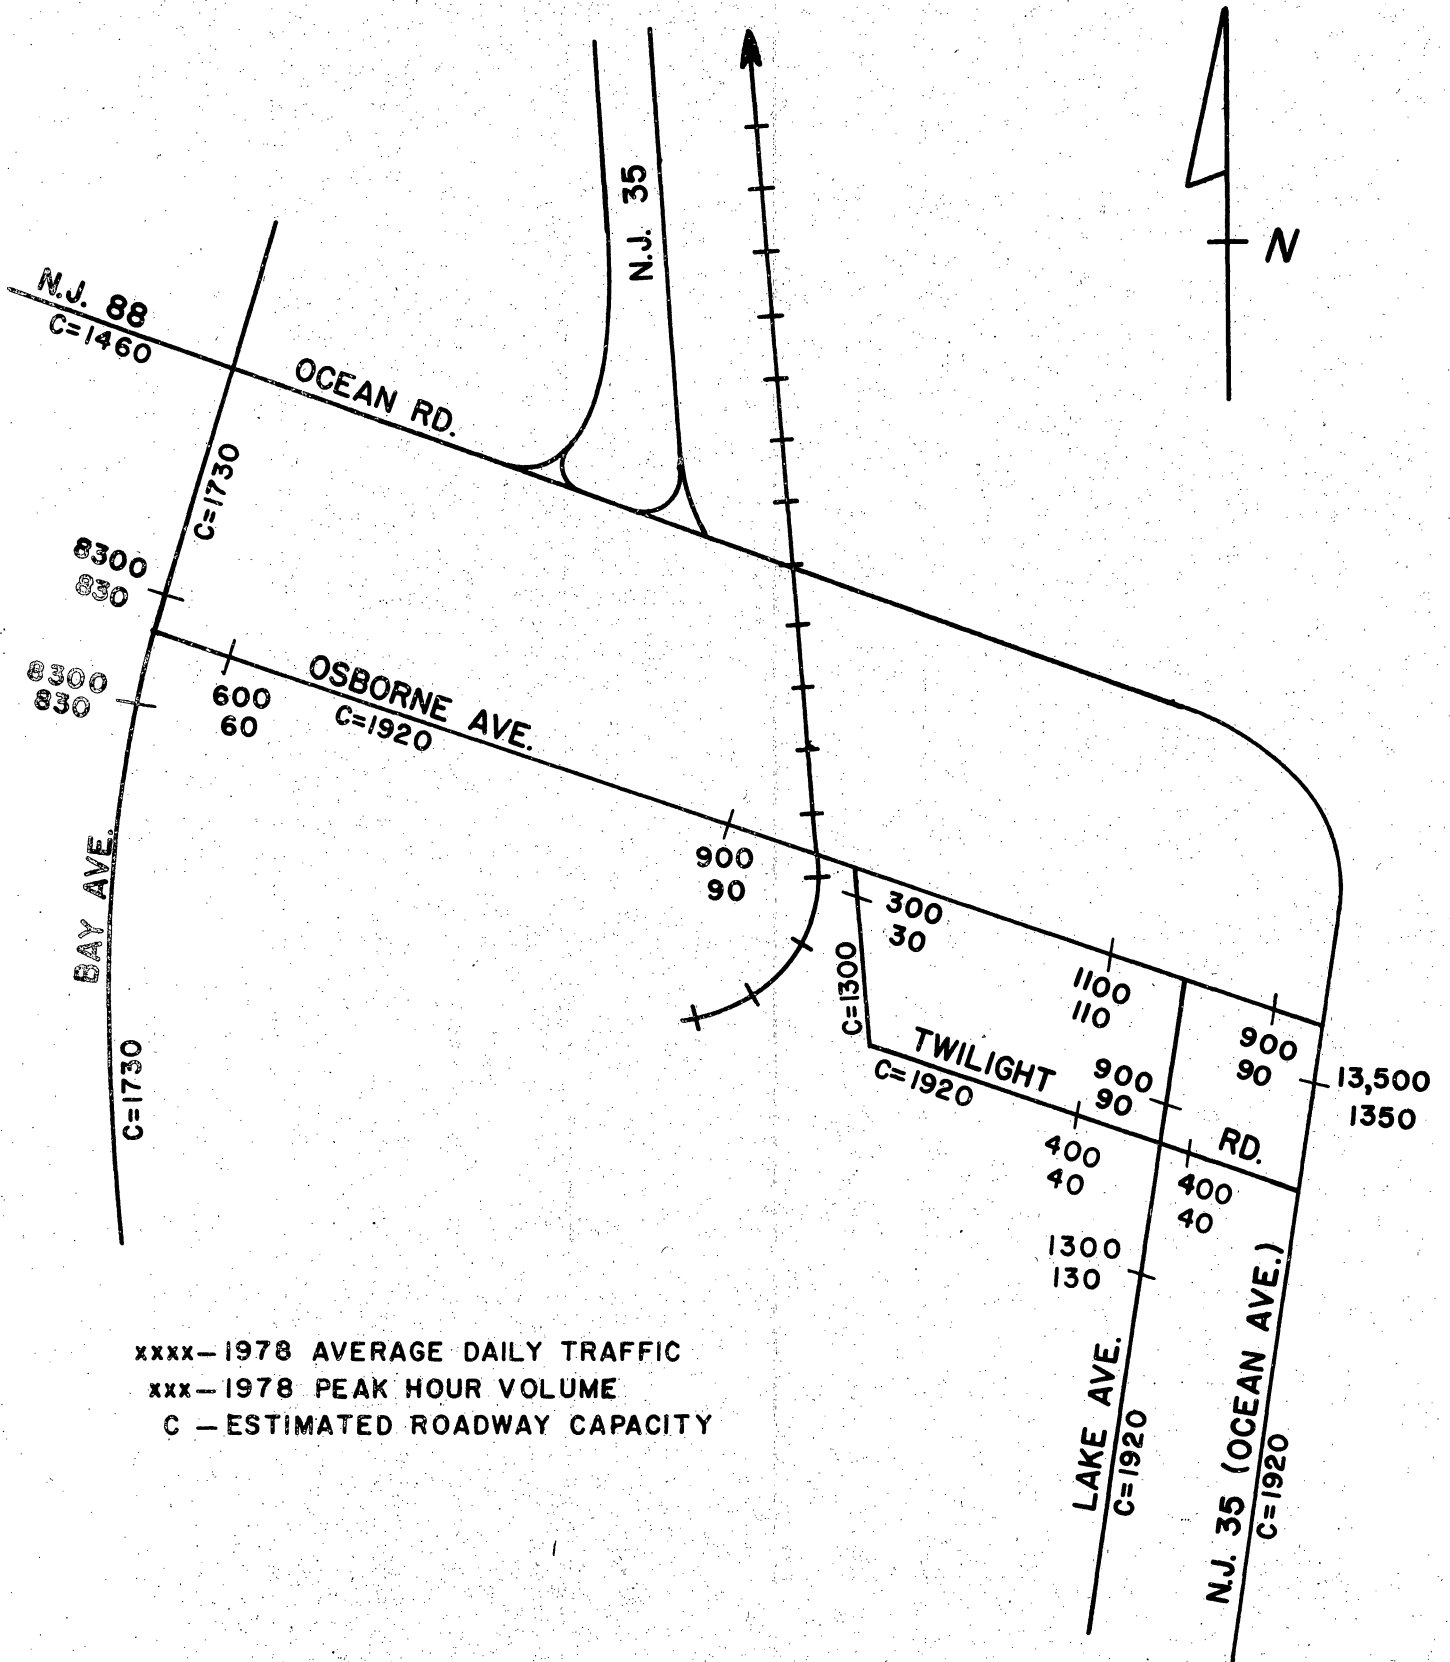 N
N.J. 35
N.J. 88
C=1460
OCEAN RD.
C=1730
8300
830
8300
830
600
60
OSBORNE AVE.
C=1920
BAY AVE.
C=1730
900
90
300
30
C=1300
1100
110
900
90
13,500
1350
TWILIGHT RD.
C=1920
900
90
400
40
400
40
1300
130
LAKE AVE.
C=1920
N.J. 35 (OCEAN AVE.)
C=1920
xxxx—1978 AVERAGE DAILY TRAFFIC
xxx—1978 PEAK HOUR VOLUME
C — ESTIMATED ROADWAY CAPACITY